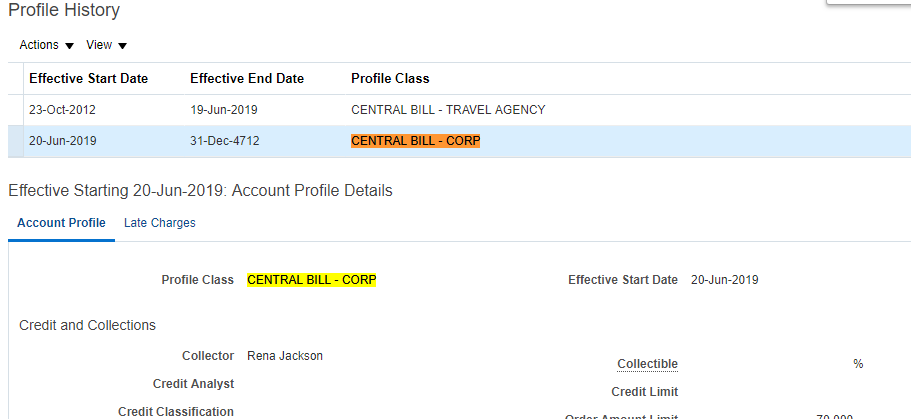 Profile History
Actions View
Effective Start Date Effective End Date Profile Class
23-Oct-2012 19-Jun-2019 CENTRAL BILL - TRAVEL AGENCY
20-Jun-2019 31-Dec-4712 CENTRAL BILL - CORP
Effective Starting 20-Jun-2019: Account Profile Details
Account Profile Late Charges
Profile Class CENTRAL BILL - CORP Effective Start Date 20-Jun-2019
Credit and Collections
Collector Rena Jackson
Collectible %
Credit Analyst
Credit Limit
Credit Classification
Order Amount Limit 70,000